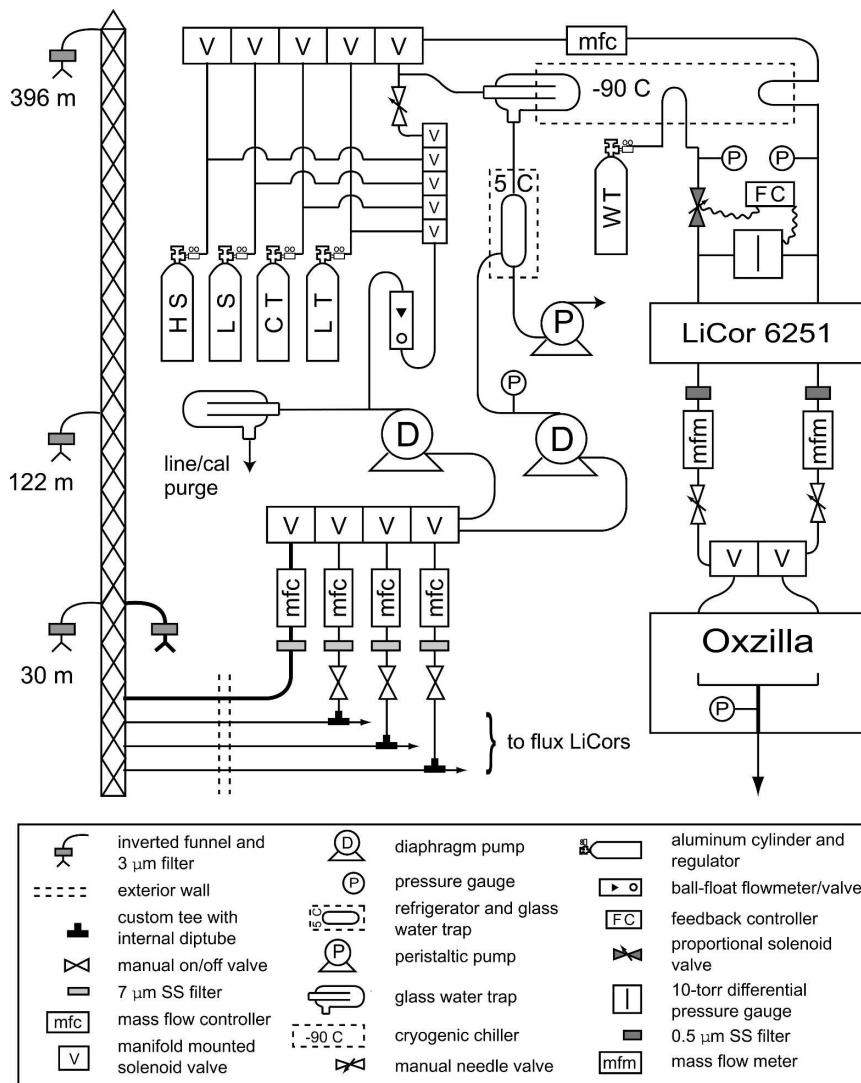 V V V V V
mfc
396 m
-90 C
V
V
V
V
V
P
P
5 C
FC
WT
HS
LS
CT
LT
P
LiCor 6251
P
D
D
mfm
mfm
122 m
line/cal
purge
V V V V
V V
mfc
mfc
mfc
mfc
30 m
Oxzilla
P
to flux LiCors
inverted funnel and
3 μm filter
exterior wall
custom tee with
internal diptube
manual on/off valve
7 μm SS filter
mfc mass flow controller
V manifold mounted
solenoid valve
D diaphragm pump
P pressure gauge
5 C refrigerator and glass
water trap
P peristaltic pump
glass water trap
-90 C cryogenic chiller
manual needle valve
aluminum cylinder and
regulator
ball-float flowmeter/valve
FC feedback controller
proportional solenoid
valve
10-torr differential
pressure gauge
0.5 μm SS filter
mfm mass flow meter